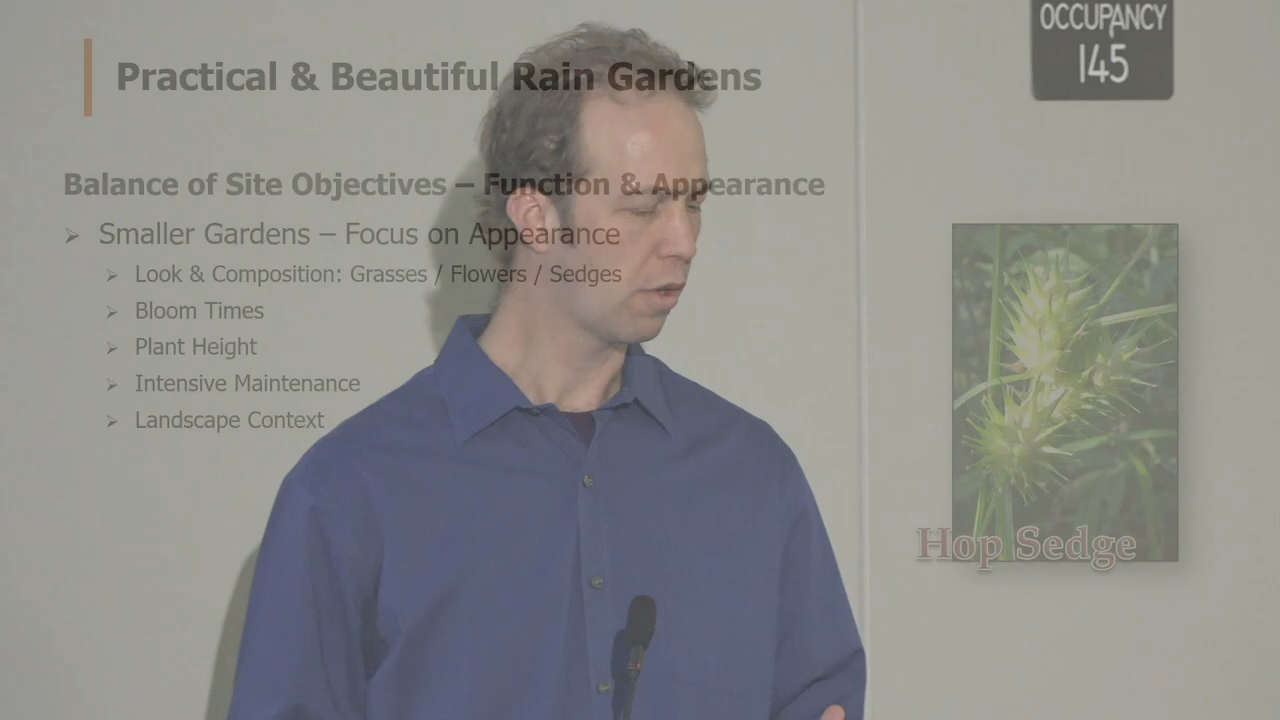 OCCUPANCY
145
Practical & Beautiful Rain Gardens
Balance of Site Objectives – Function & Appearance
➢ Smaller Gardens – Focus on Appearance
➢ Look & Composition: Grasses / Flowers / Sedges
➢ Bloom Times
➢ Plant Height
➢ Intensive Maintenance
➢ Landscape Context
Hop Sedge